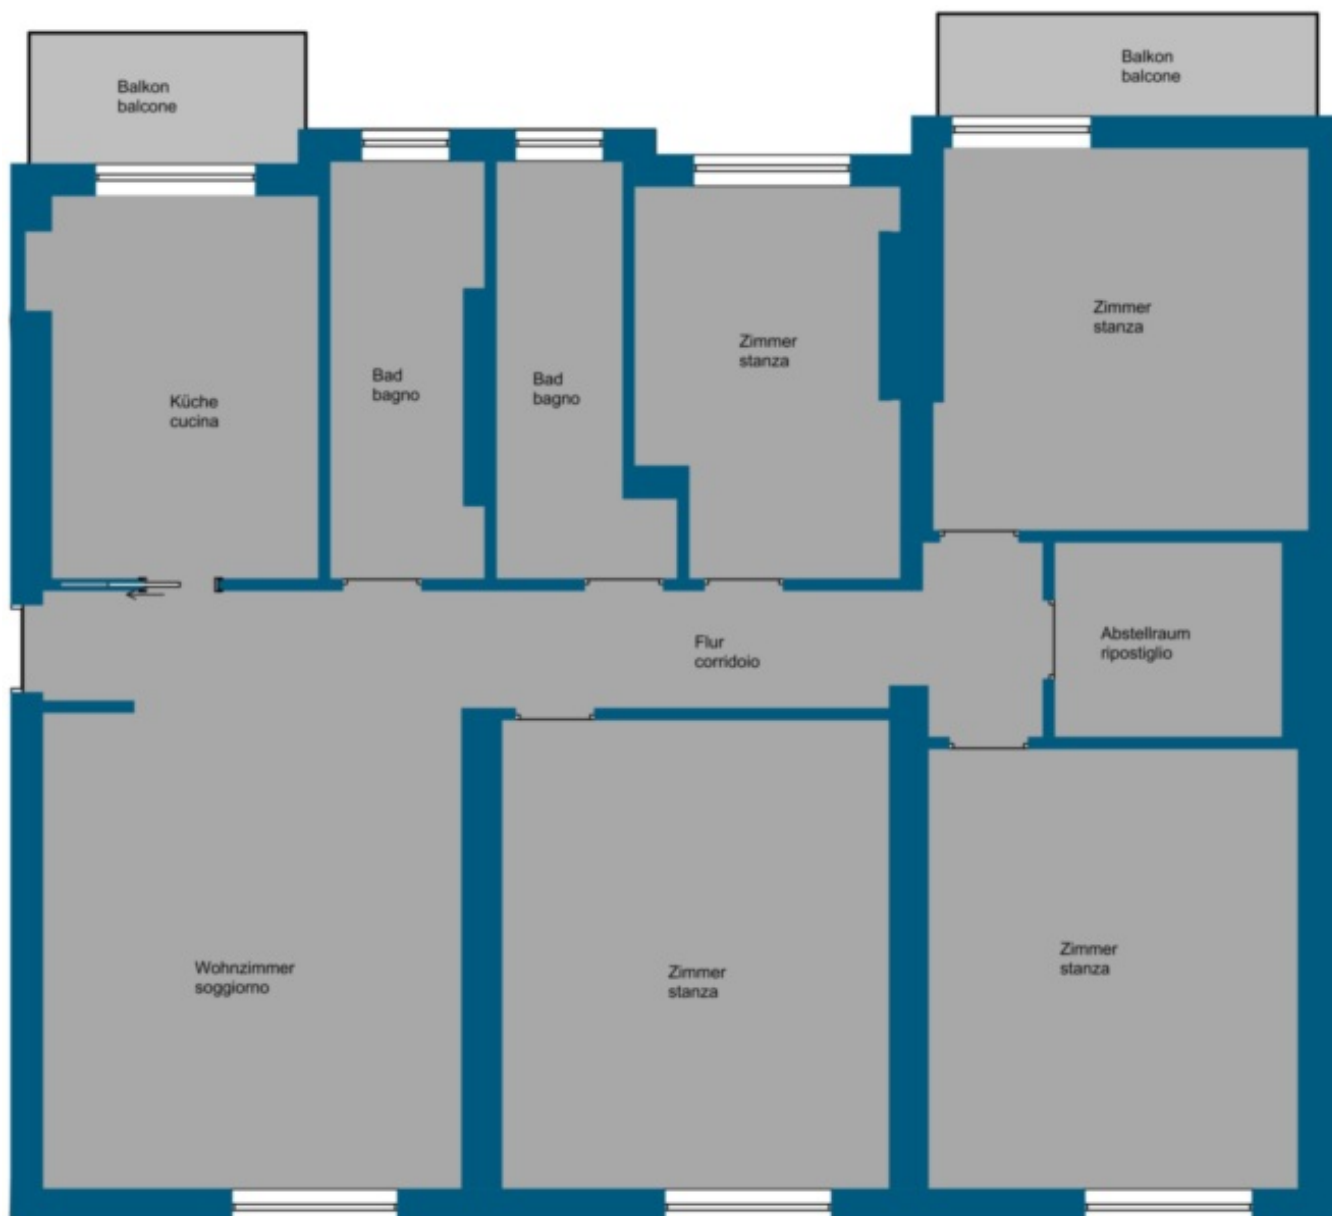 Balkon
balcone
Balkon
balcone
Zimmer
stanza
Zimmer
stanza
Bad
bagno
Bad
bagno
Küche
cucina
Flur
corridoio
Abstellraum
ripostiglio
Wohnzimmer
soggiorno
Zimmer
stanza
Zimmer
stanza